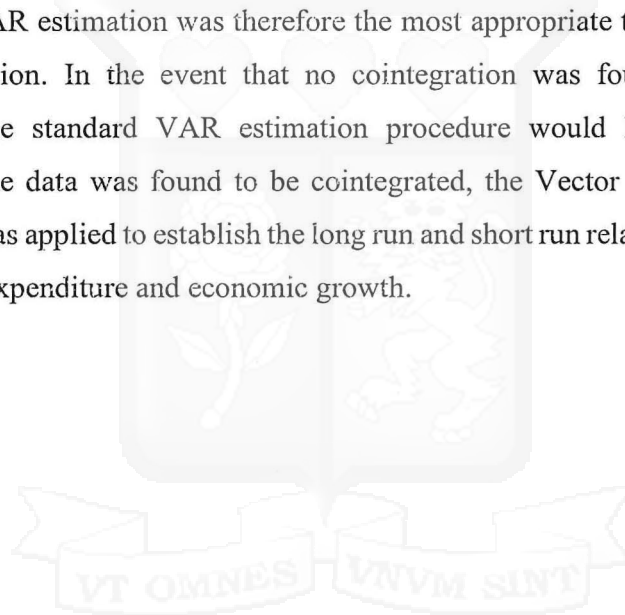 AR estimation was therefore the most appropriate t
ion. In the event that no cointegration was fou
e standard VAR estimation procedure would
e data was found to be cointegrated, the Vector
as applied to establish the long run and short run rela
xpenditure and economic growth.
VT OMNES VNVM SINT